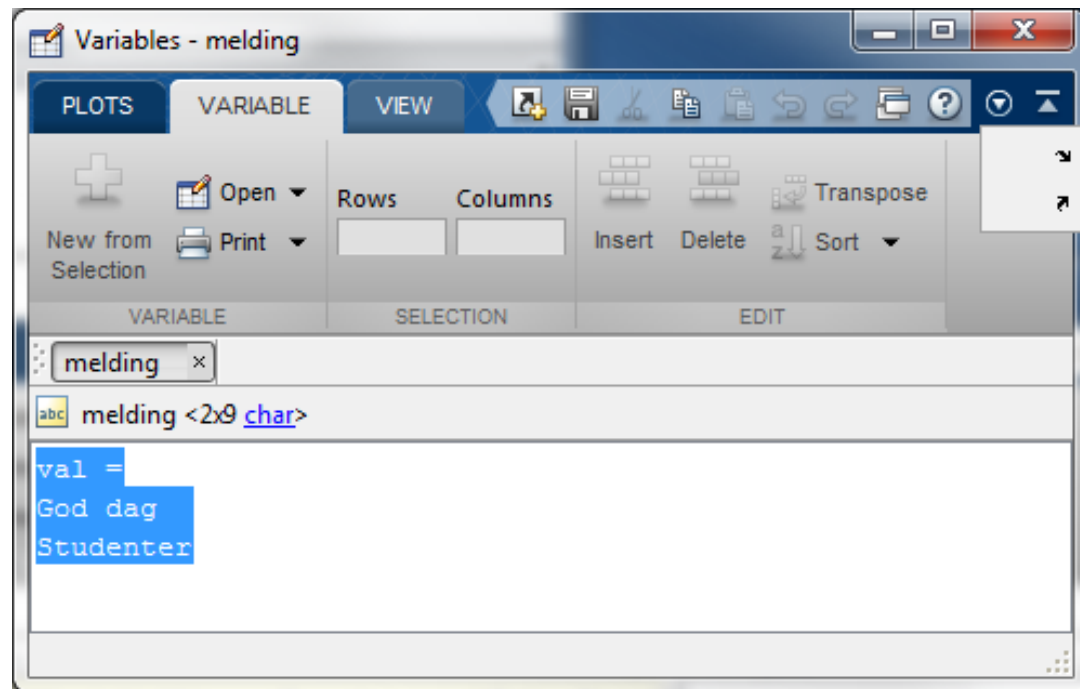 Variables - melding
PLOTS VARIABLE VIEW
New from Selection
Open
Print
Rows Columns
Insert Delete
Transpose
Sort
VARIABLE SELECTION EDIT
melding
abc melding <2x9 char>
val =
God dag
Studenter